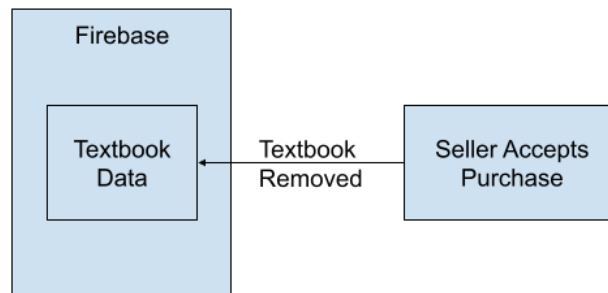 Firebase
Textbook
Data
Textbook
Removed
Seller Accepts
Purchase